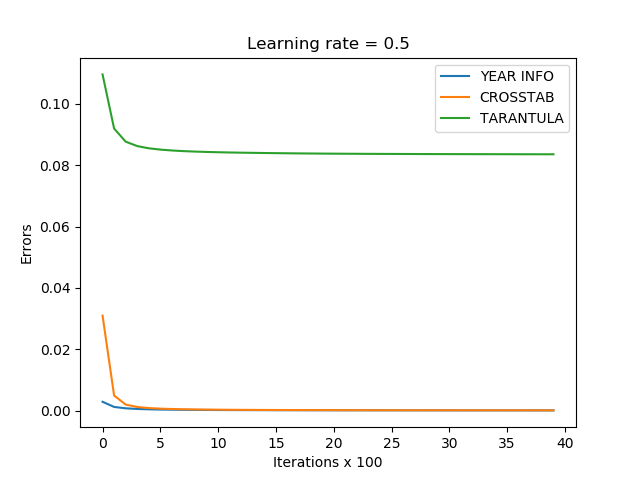 Learning rate = 0.5
YEAR INFO
CROSSTAB
TARANTULA
Errors
0.10
0.08
0.06
0.04
0.02
0.00
0 5 10 15 20 25 30 35 40
Iterations x 100